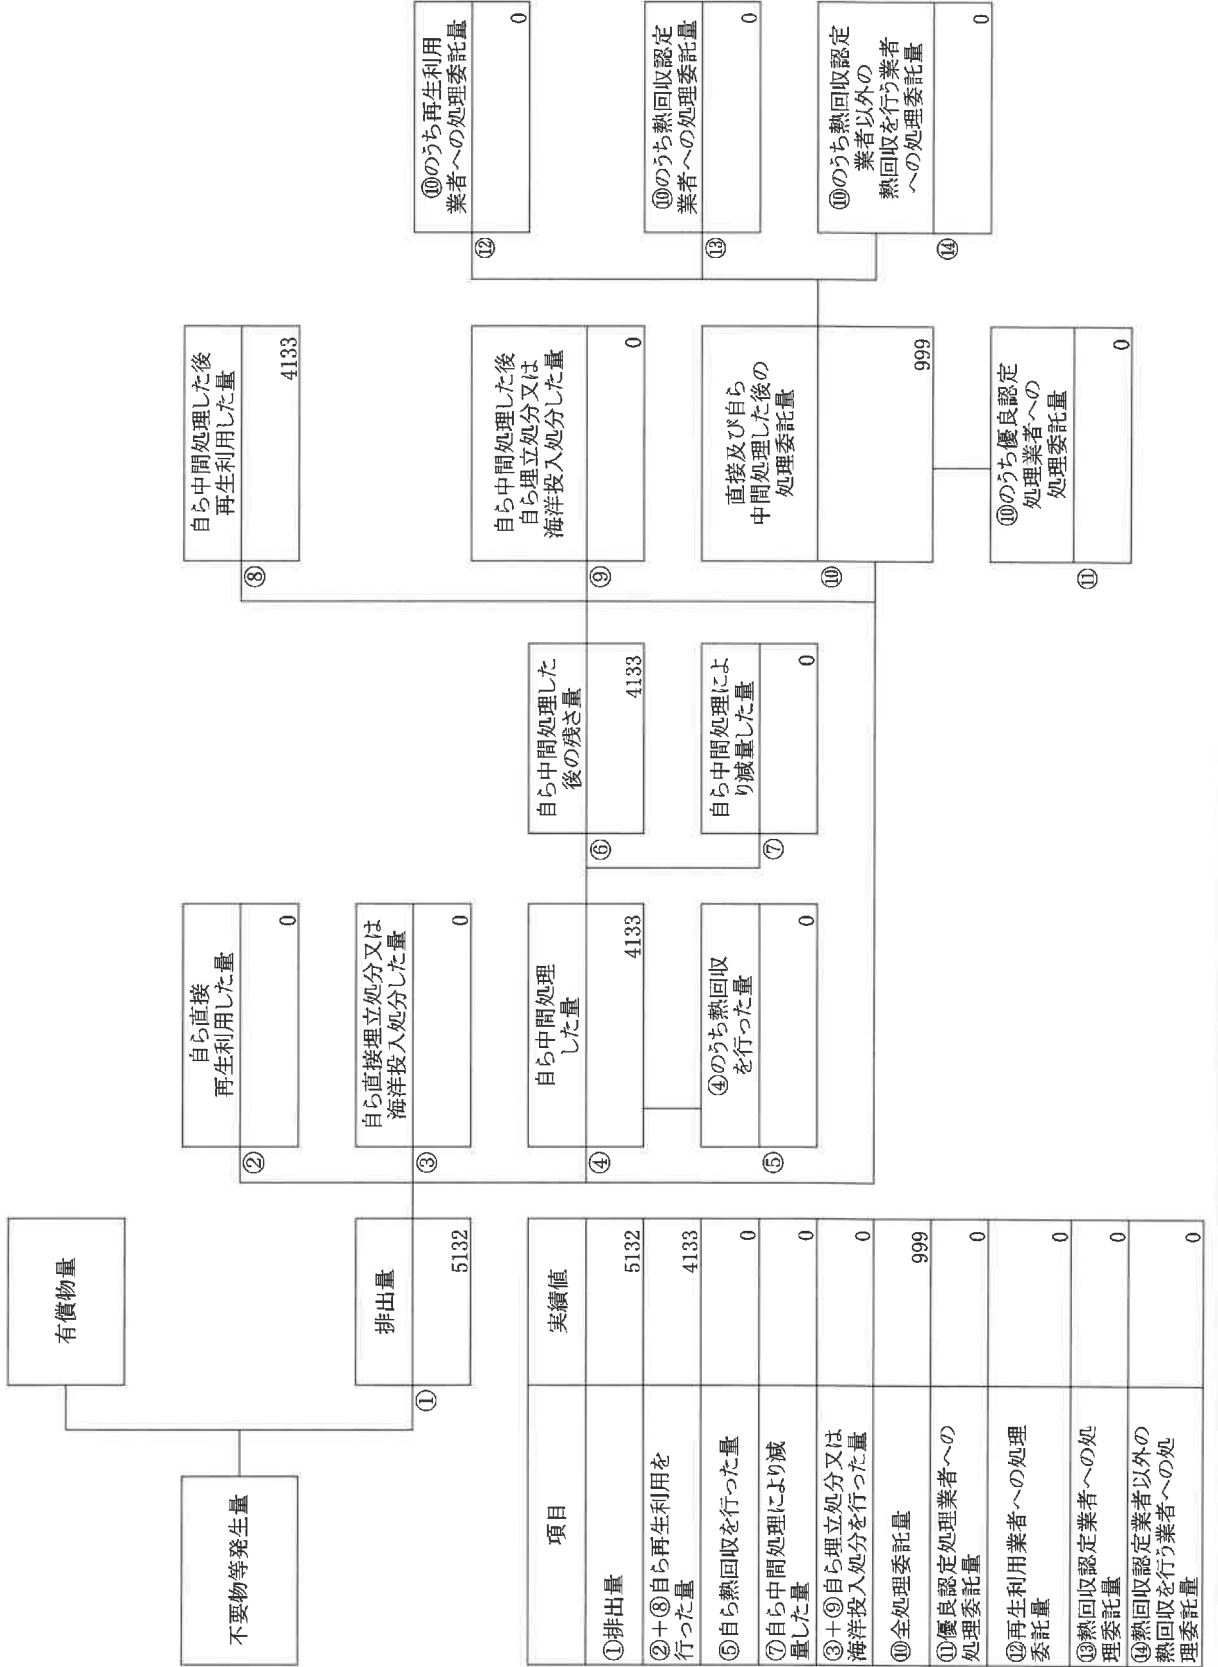 不要物等発生量
有償物量
排出量
①
5132
自ら直接
再生利用した量
②
0
自ら直接埋立処分又は
海洋投入処分した量
③
0
自ら中間処理
した量
④
4133
④のうち熱回収
を行った量
⑤
0
自ら中間処理した
後の残さ量
⑥
4133
自ら中間処理によ
り減量した量
⑦
0
自ら中間処理した後
再生利用した量
⑧
4133
自ら中間処理した後
自ら埋立処分又は
海洋投入処分した量
⑨
0
直接及び自ら
中間処理した後の
処理委託量
⑩
999
⑩のうち優良認定
処理業者への
処理委託量
⑪
0
⑩のうち再生利用
業者への処理委託量
⑫
0
⑩のうち熱回収認定
業者への処理委託量
⑬
0
⑩のうち熱回収認定
業者以外の
熱回収を行う業者
への処理委託量
⑭
0
項目 実績値
①排出量 5132
②+⑧自ら再生利用を
行った量 4133
⑤自ら熱回収を行った量 0
⑦自ら中間処理により減
量した量 0
③+⑨自ら埋立処分又は
海洋投入処分を行った量 0
⑩全処理委託量 999
⑪優良認定処理業者への
処理委託量 0
⑫再生利用業者への処理
委託量 0
⑬熱回収認定業者への処
理委託量 0
⑭熱回収認定業者以外の
熱回収を行う業者への処
理委託量 0